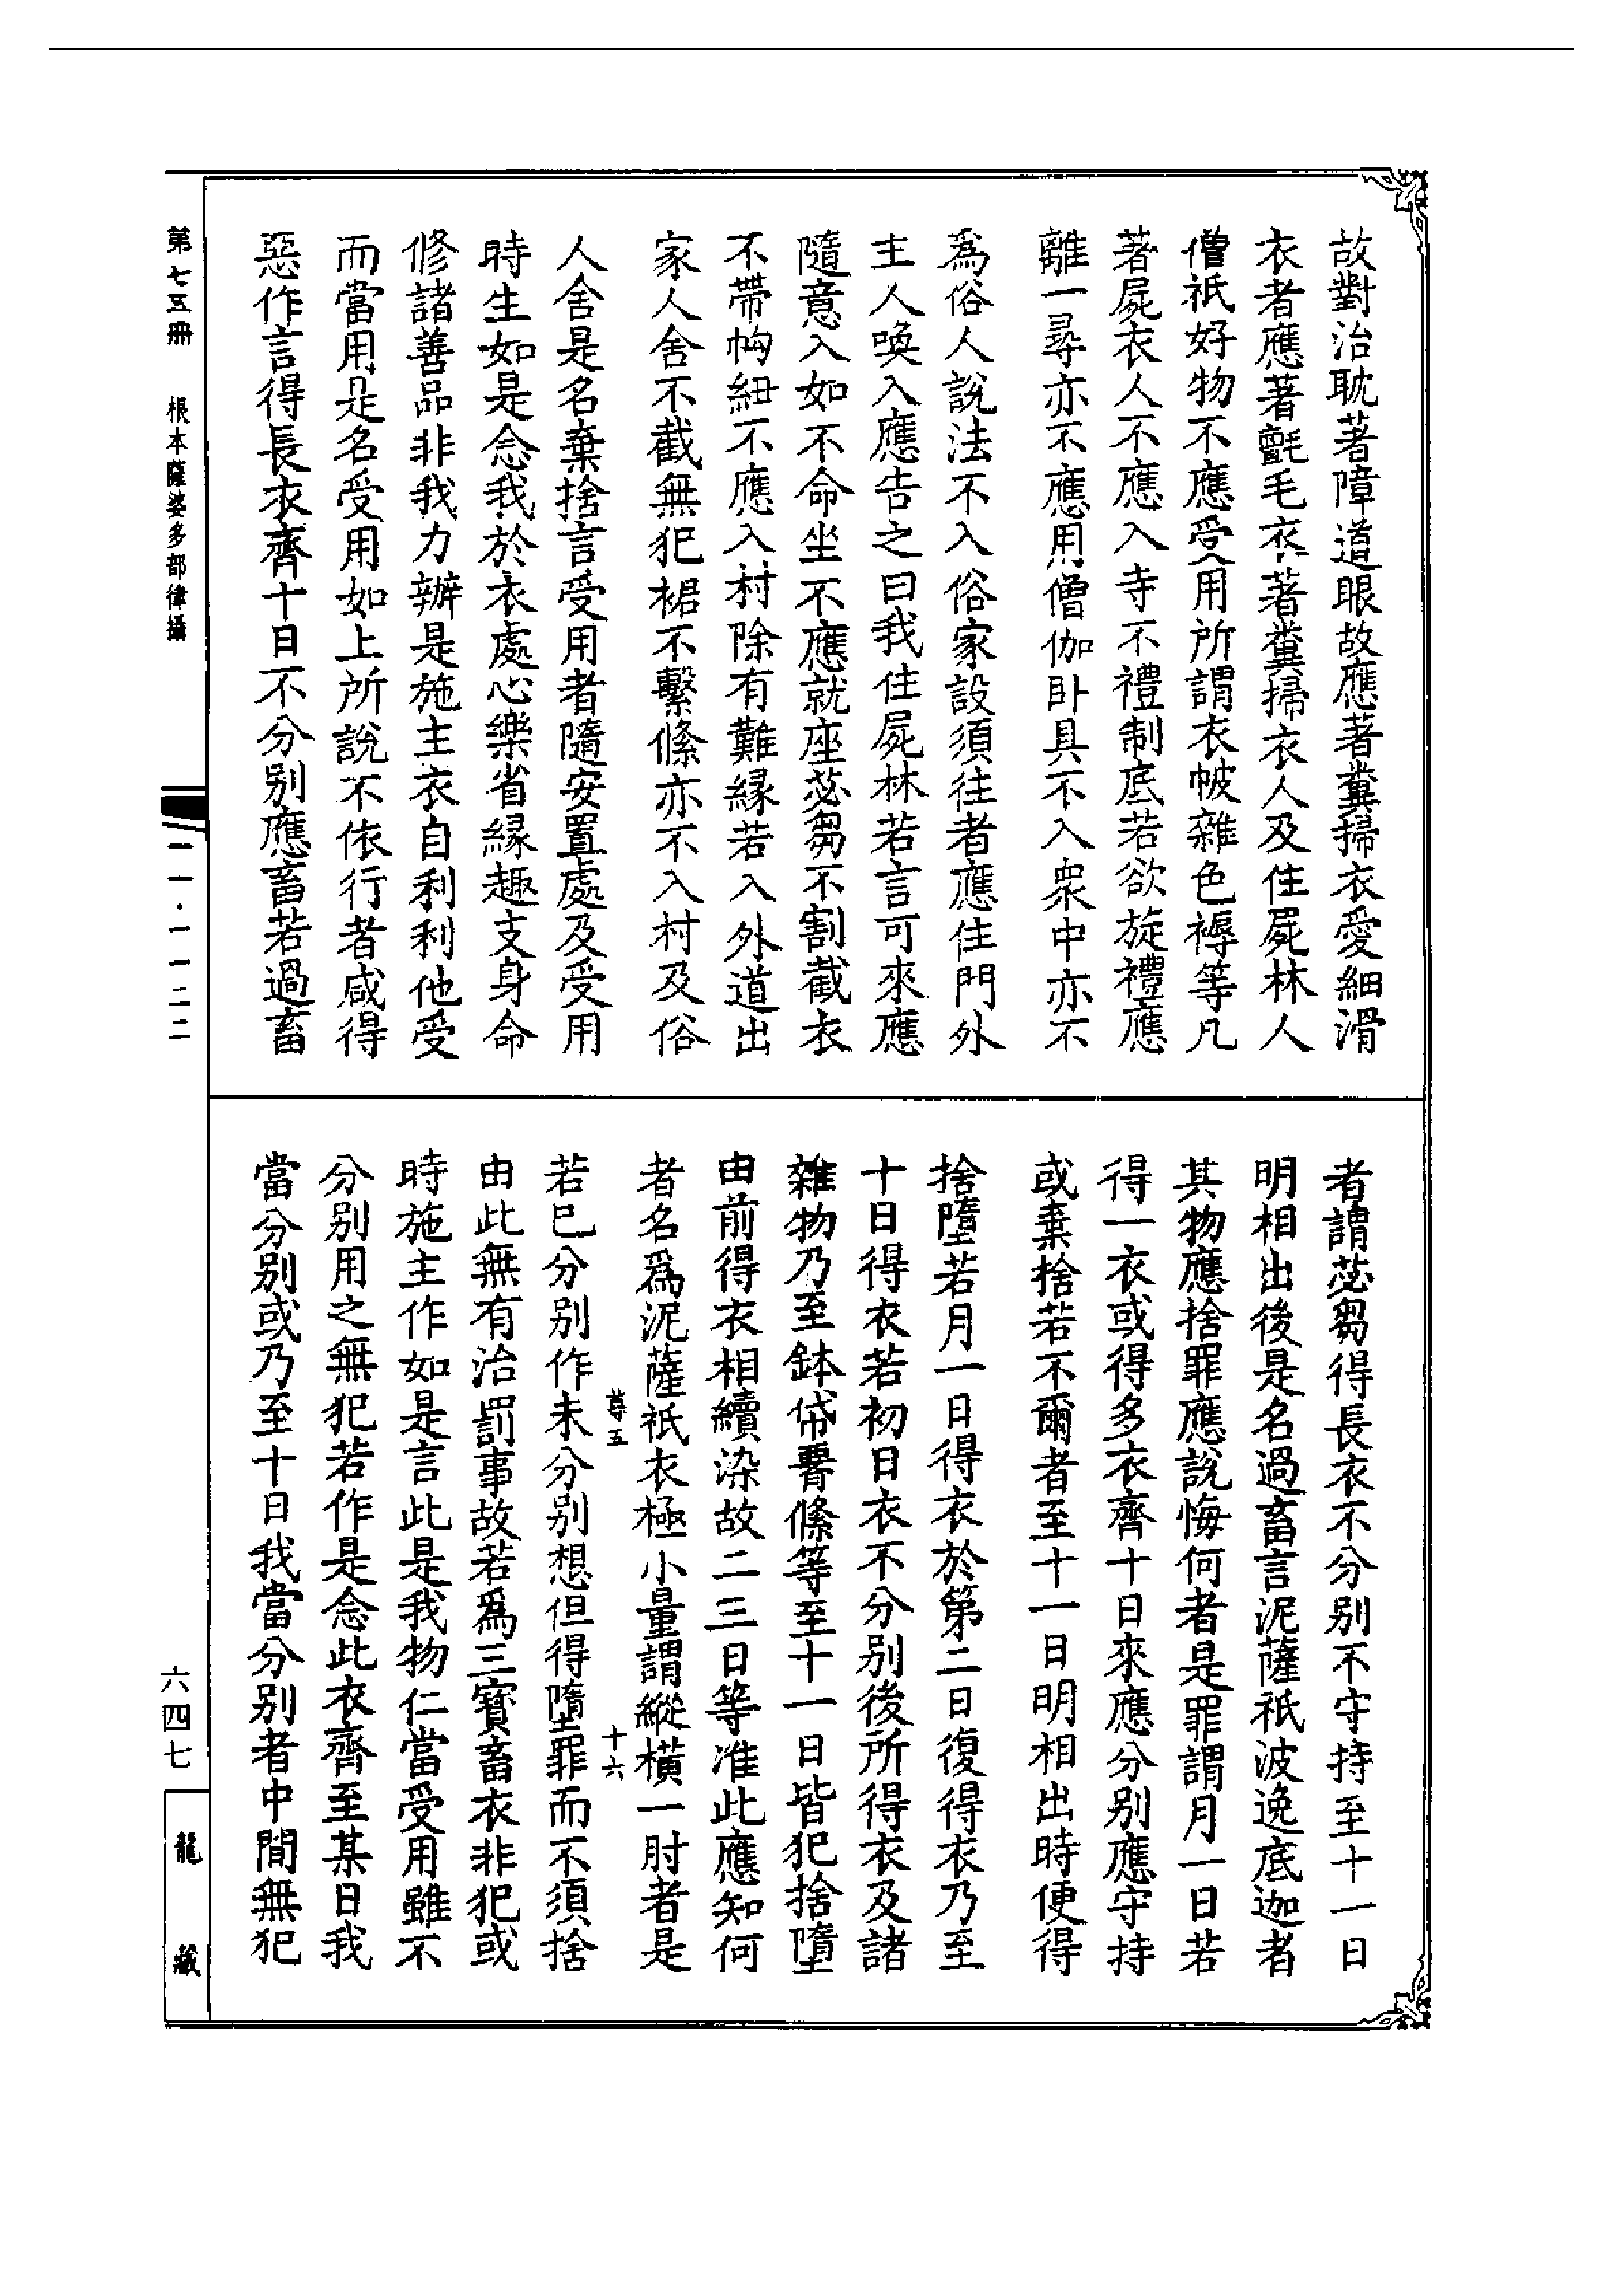 故對治耽著障道眼故應著糞掃衣愛細滑
衣者應著氈毛衣若著糞掃衣人及住屍林人
僧祇好物不應受用所謂衣帔雜色褥等凡
著屍衣人不應入寺不禮制底若欲旋禮應
離一尋亦不應用僧伽卧具不入衆中亦不
爲俗人說法不入俗家設須往者應住門外
主人喚入應告之曰我住屍林若言可來應
隨意入如不命坐不應就座苾芻不割截衣
不帶𢂁紐不應入村除有難緣若入外道出
家人舍不截無犯裙不繫絛亦不入村及俗
人舍是名棄捨言受用者隨安置處及受用
時生如是念我於衣處心樂省緣趣支身命
修諸善品非我力辦是施主衣自利利他受
而當用是名受用如上所說不依行者咸得
惡作言得長衣齊十日不分別應畜若過畜
者謂苾芻得長衣不分別不守持至十一日
明相出後是名過畜言泥薩祇波逸底迦者
其物應捨罪應說悔何者是罪謂月一日若
得一衣或得多衣齊十日來應分別應守持
或棄捨若不爾者至十一日明相出時便得
捨墮若月一日得衣於第二日復得衣乃至
十日得衣若初日衣不分別後所得衣及諸
雜物乃至鉢帒𦝫絛等至十一日皆犯捨墮
由前得衣相續染故二三日等准此應知何
者名爲泥薩祇衣極小量謂縱橫一肘者是
尊五 十六
若已分別作未分別想但得墮罪而不須捨
由此無有治罰事故若爲三寳畜衣非犯或
時施主作如是言此是我物仁當受用雖不
分別用之無犯若作是念此衣齊至某日我
當分別或乃至十日我當分別者中間無犯
第七五冊 根本薩婆多部律攝
二一·一一二二
六四七
龍藏